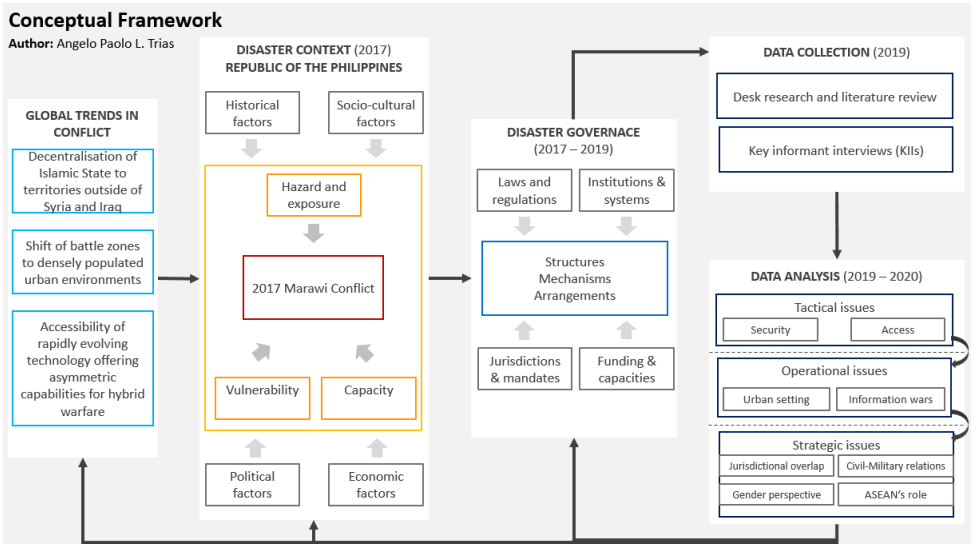 Conceptual Framework
Author: Angelo Paolo L. Trias
GLOBAL TRENDS IN
CONFLICT
Decentralisation of
Islamic State to
territories outside of
Syria and Iraq
Shift of battle zones
to densely populated
urban environments
Accessibility of
rapidly evolving
technology offering
asymmetric
capabilities for hybrid
warfare
DISASTER CONTEXT (2017)
REPUBLIC OF THE PHILIPPINES
Historical
factors
Socio-cultural
factors
Hazard and
exposure
2017 Marawi Conflict
Vulnerability
Capacity
Political
factors
Economic
factors
DISASTER GOVERNACE
(2017 – 2019)
Laws and
regulations
Institutions &
systems
Structures
Mechanisms
Arrangements
Jurisdictions
& mandates
Funding &
capacities
DATA COLLECTION (2019)
Desk research and literature review
Key informant interviews (KIIs)
DATA ANALYSIS (2019 – 2020)
Tactical issues
Security
Access
Operational issues
Urban setting
Information wars
Strategic issues
Jurisdictional overlap
Civil-Military relations
Gender perspective
ASEAN's role